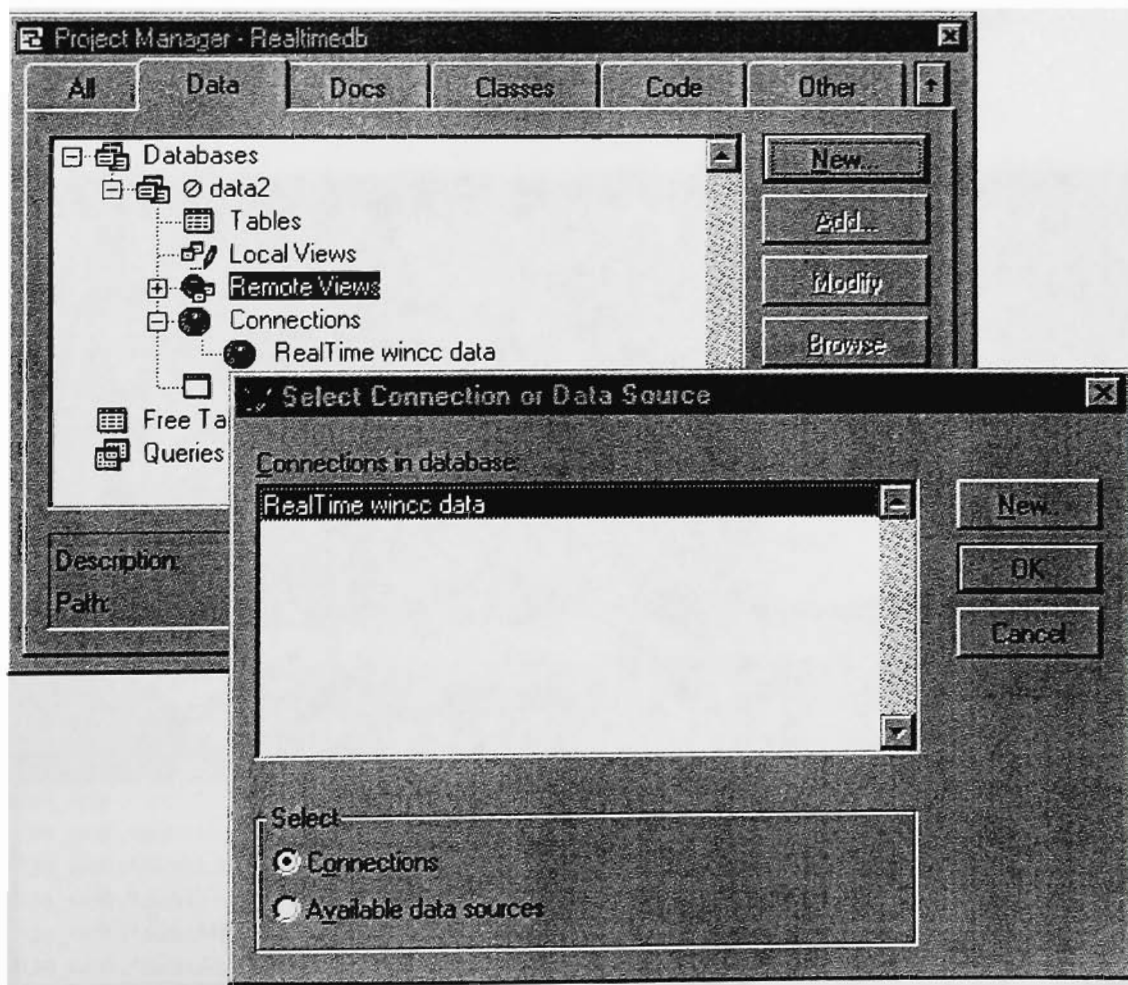 Project Manager - Realtimedb
All Data Docs Classes Code Other
Databases
data2
Tables
Local Views
Remote Views
Connections
RealTime wincc data
Free Ta
Queries
New...
Add...
Modify
Browse
Description:
Path:
Select Connection or Data Source
Connections in database:
RealTime wincc data
New...
OK
Cancel
Select
Connections
Available data sources